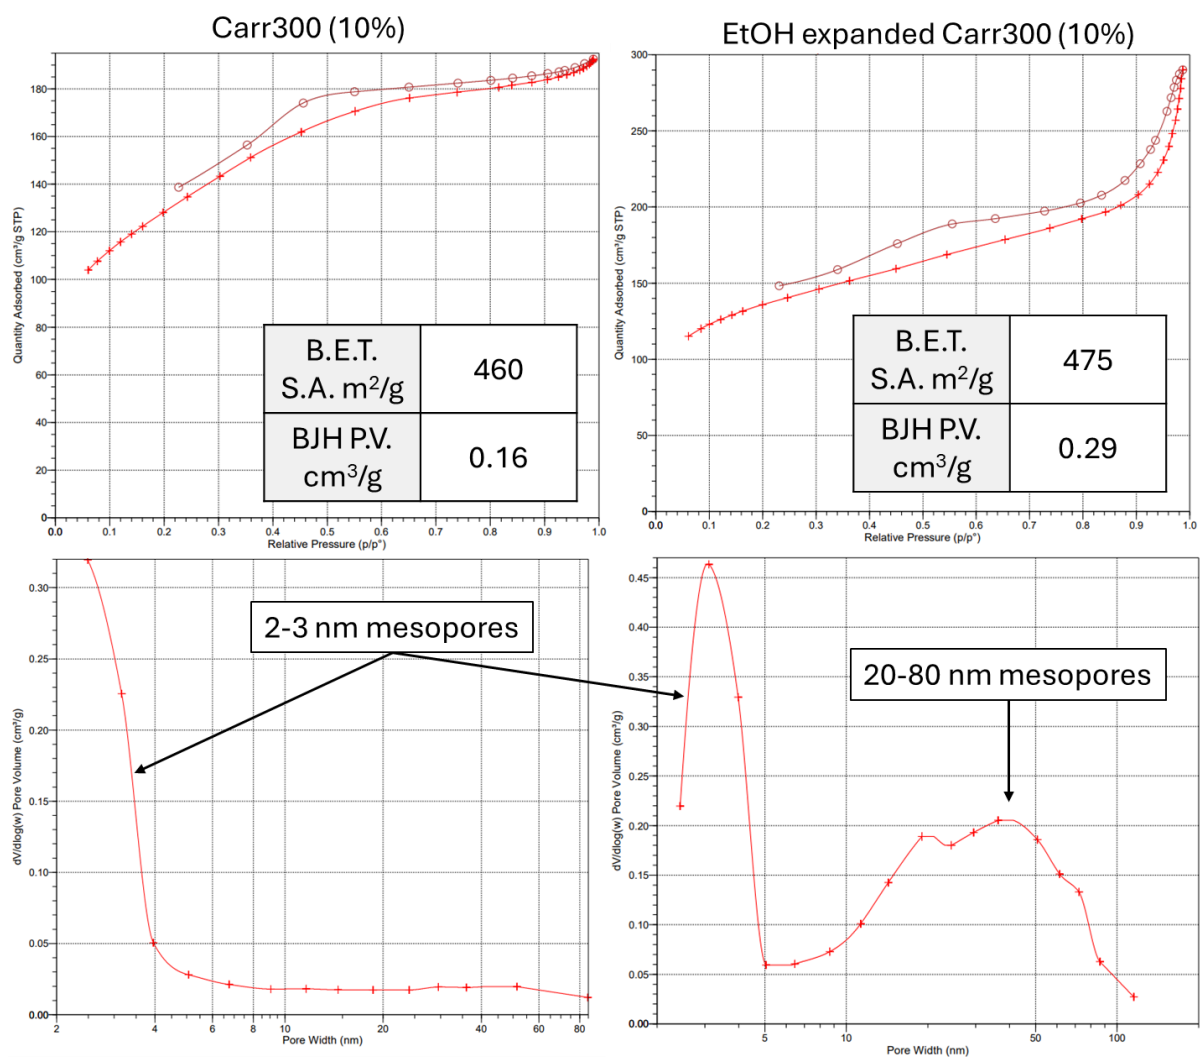 Carr300 (10%)
EtOH expanded Carr300 (10%)
Quantity Adsorbed (cm³/g STP)
180
160
140
120
100
80
60
40
20
0
0.0 0.1 0.2 0.3 0.4 0.5 0.6 0.7 0.8 0.9 1.0
Relative Pressure (p/p°)
B.E.T.
S.A. m²/g
460
BJH P.V.
cm³/g
0.16
Quantity Adsorbed (cm³/g STP)
300
250
200
150
100
50
0
0.0 0.1 0.2 0.3 0.4 0.5 0.6 0.7 0.8 0.9 1.0
Relative Pressure (p/p°)
B.E.T.
S.A. m²/g
475
BJH P.V.
cm³/g
0.29
dV/dlog(w) Pore Volume (cm³/g)
0.30
0.25
0.20
0.15
0.10
0.05
0.00
2 4 6 8 10 20 40 60 80
Pore Width (nm)
2-3 nm mesopores
dV/dlog(w) Pore Volume (cm³/g)
0.45
0.40
0.35
0.30
0.25
0.20
0.15
0.10
0.05
0.00
5 10 50 100
Pore Width (nm)
20-80 nm mesopores